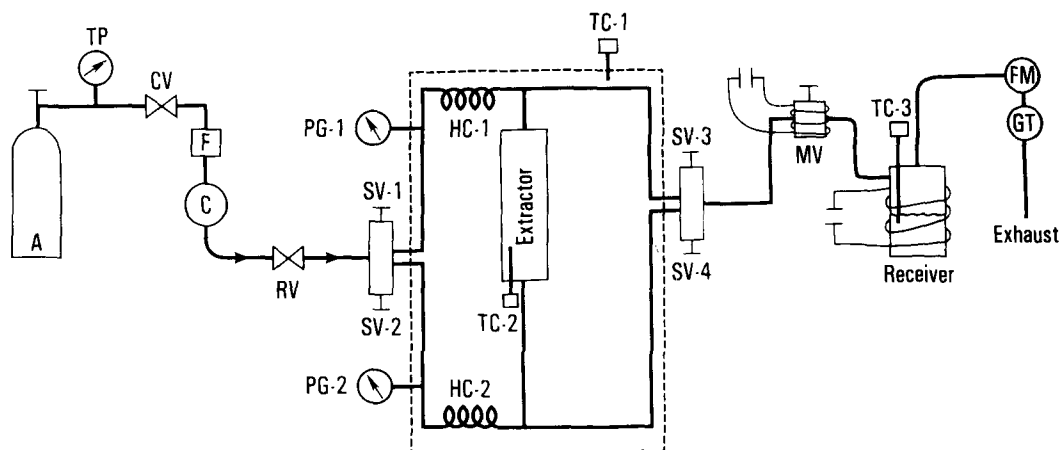 TP
CV
A
F
C
RV
PG-1
SV-1
SV-2
PG-2
HC-1
Extractor
TC-2
HC-2
TC-1
SV-3
SV-4
MV
TC-3
Receiver
FM
GT
Exhaust